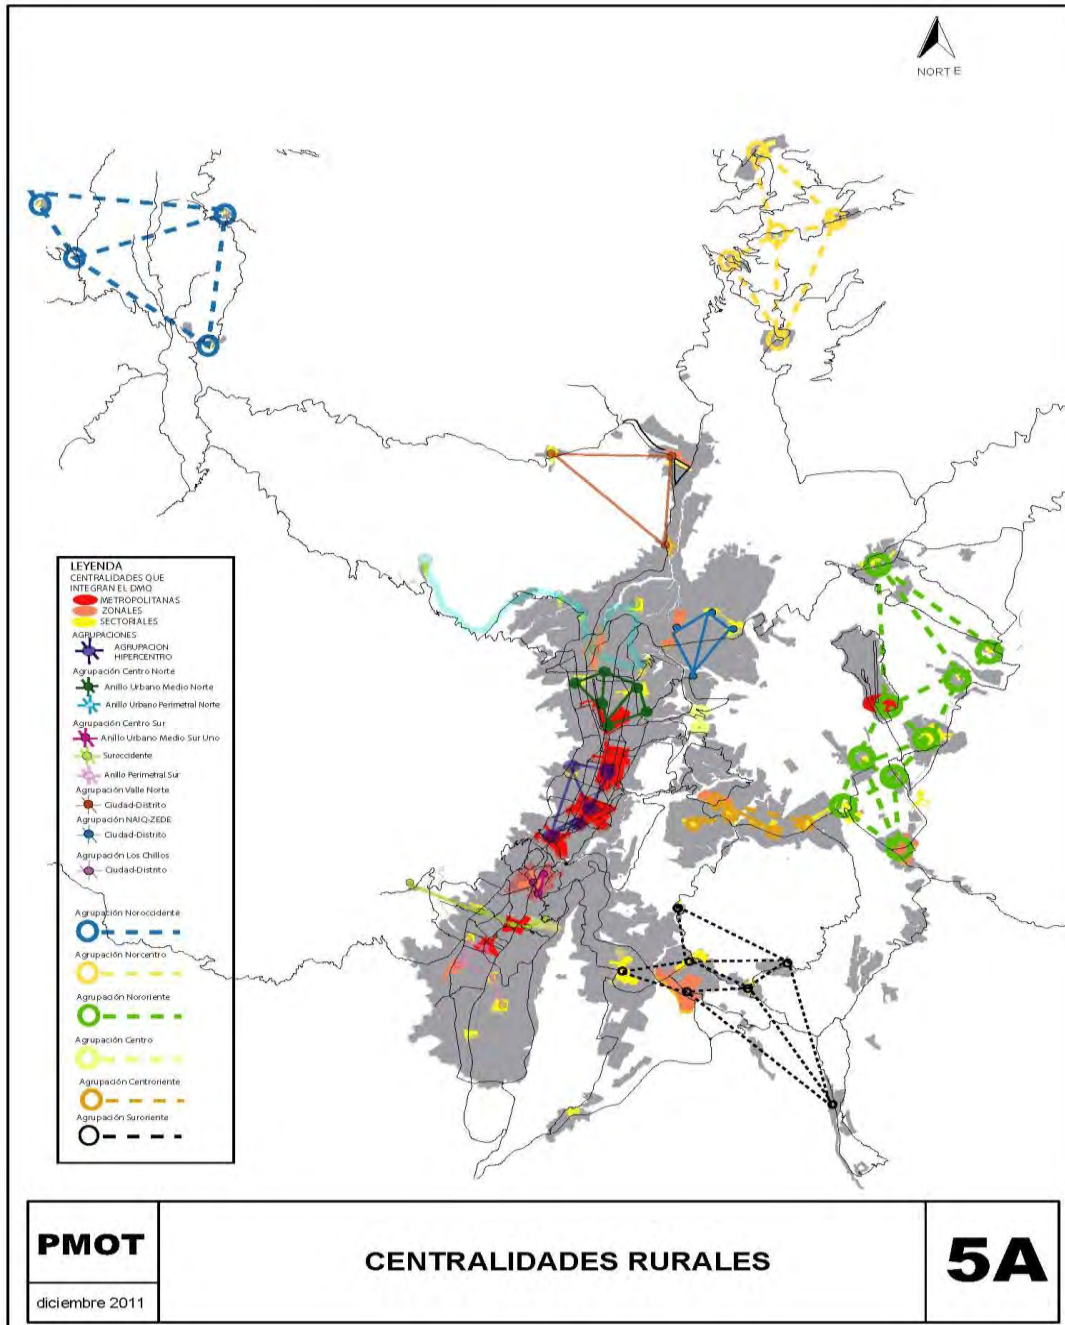 NORTE
LEYENDA
CENTRALIDADES QUE
INTEGRAN EL DMQ
METROPOLITANAS
ZONALES
SECTORIALES
AGRUPACIONES
AGRUPACION
HIPERCENTRO
Agrupación Centro Norte
Anillo Urbano Medio Norte
Anillo Urbano Perimetral Norte
Agrupación Centro Sur
Anillo Urbano Medio Sur Uno
Suroccidente
Anillo Perimetral Sur
Agrupación Valle Norte
Ciudad-Distrito
Agrupación NAIQ-ZEDE
Ciudad-Distrito
Agrupación Los Chillos
Ciudad-Distrito
Agrupación Noroccidente
Agrupación Norcentro
Agrupación Nororiente
Agrupación Centro
Agrupación Centroriente
Agrupación Suroriente
PMOT
diciembre 2011
CENTRALIDADES RURALES
5A